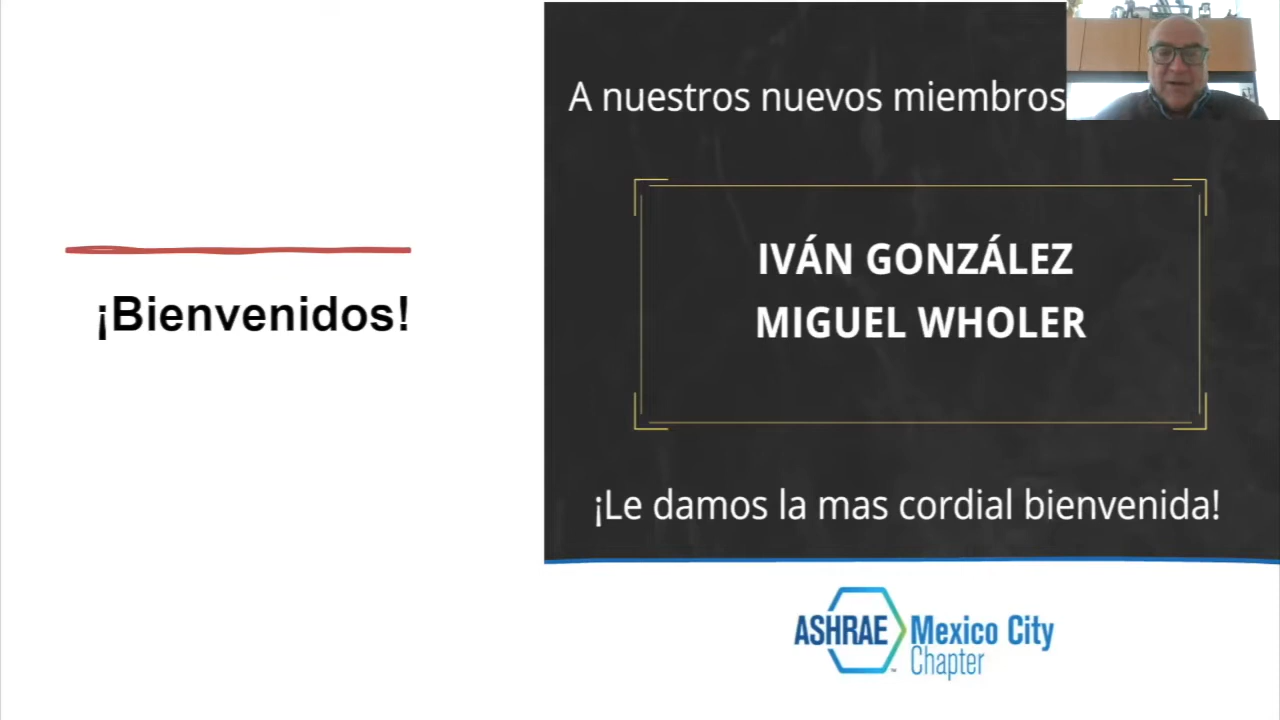 ¡Bienvenidos!
A nuestros nuevos miembros
IVÁN GONZÁLEZ
MIGUEL WHOLER
¡Le damos la mas cordial bienvenida!
ASHRAE Mexico City
Chapter